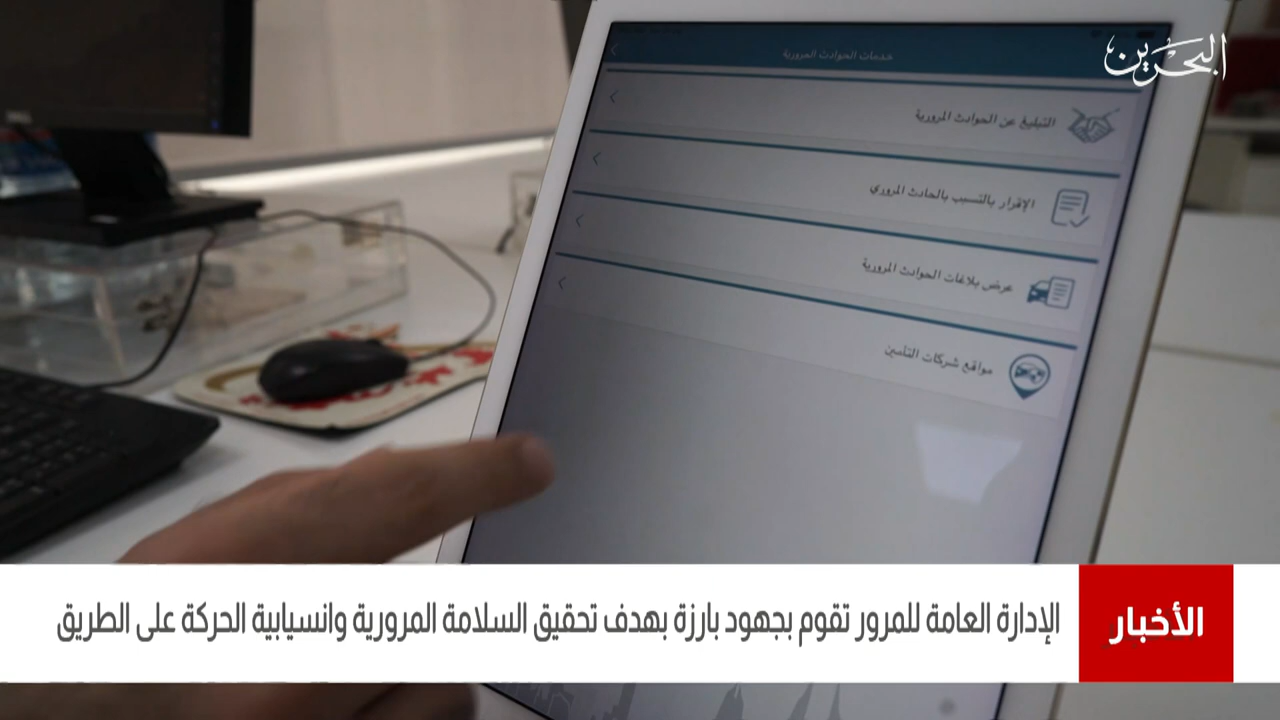 البحرين
خدمات الحوادث المرورية
التبليغ عن الحوادث المرورية
الإقرار بالتسبب بالحادث المروري
عرض بلاغات الحوادث المرورية
مواقع شركات التأمين
الأخبار
الإدارة العامة للمرور تقوم بجهود بارزة بهدف تحقيق السلامة المرورية وانسيابية الحركة على الطريق